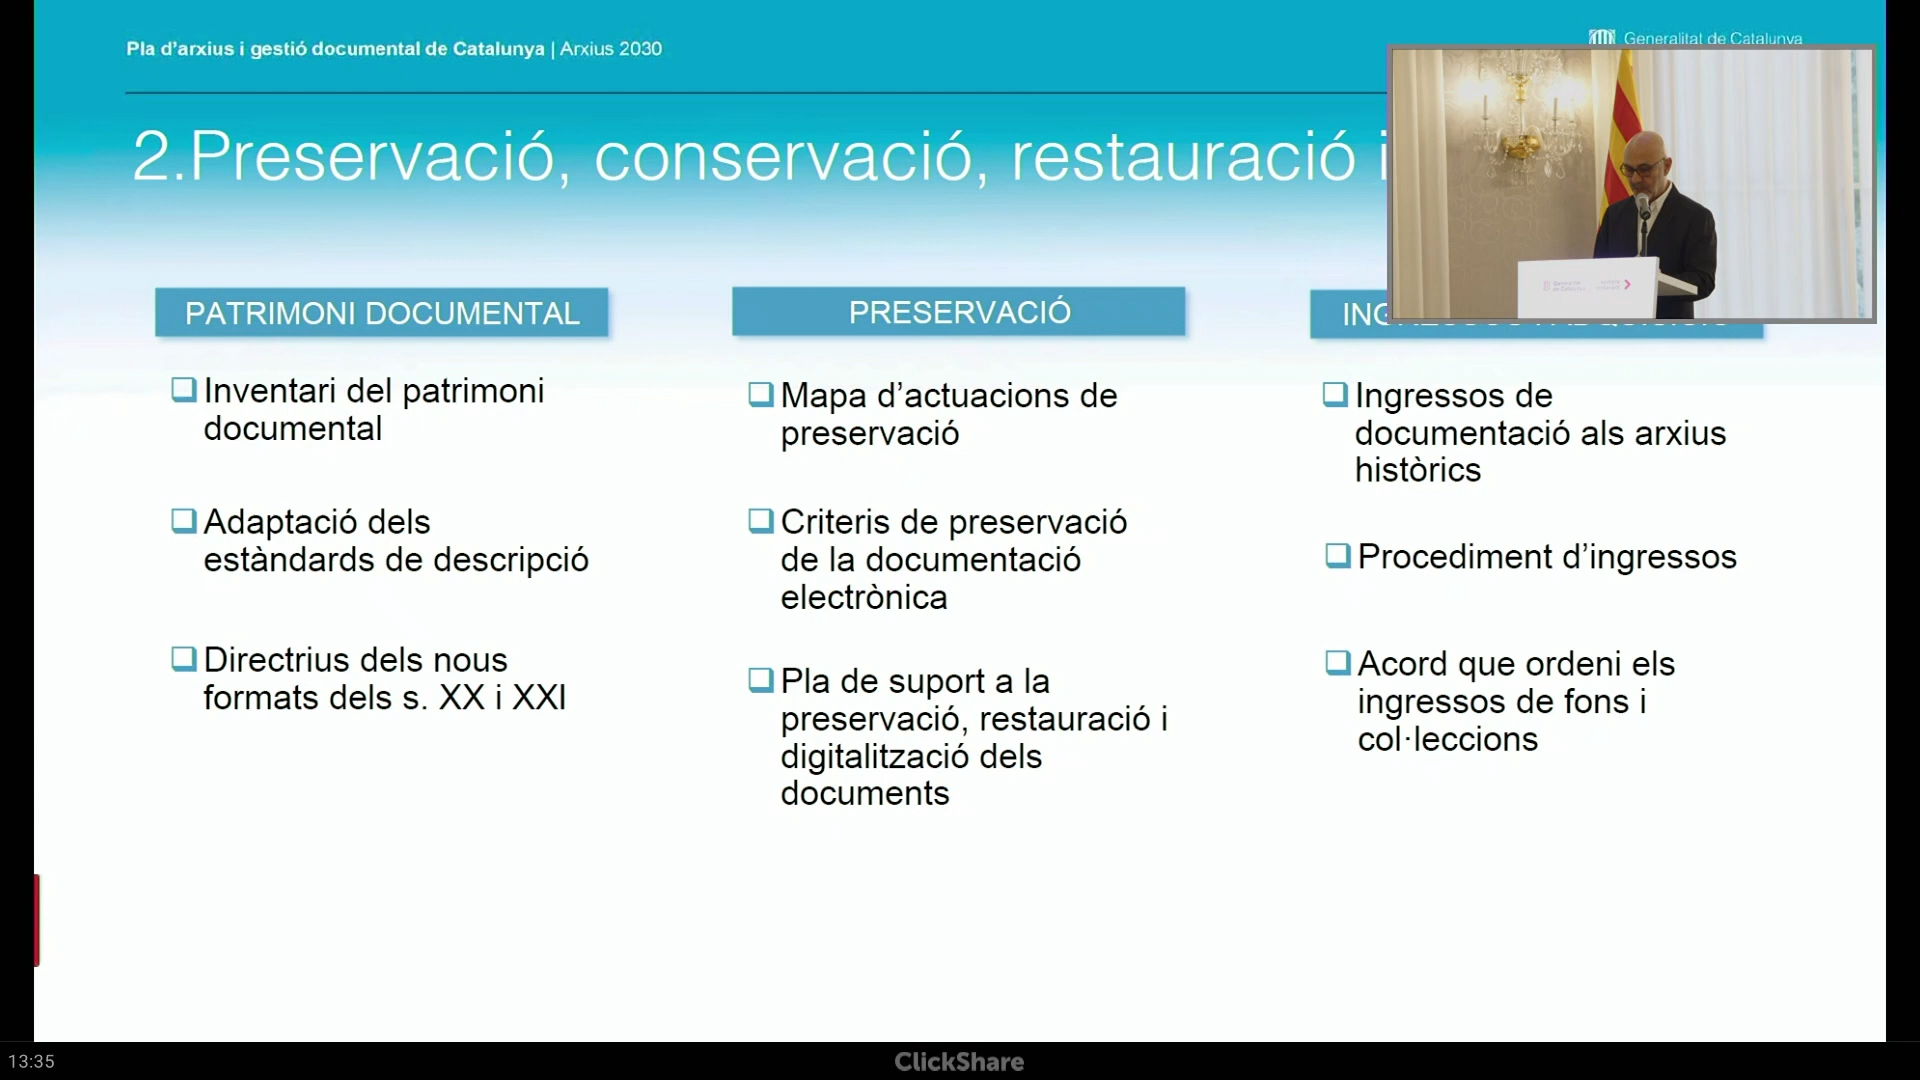 Pla d'arxius i gestió documental de Catalunya | Arxius 2030
Generalitat de Catalunya
2.Preservació, conservació, restauració i
PATRIMONI DOCUMENTAL
Inventari del patrimoni
documental
Adaptació dels
estàndards de descripció
Directrius dels nous
formats dels s. XX i XXI
PRESERVACIÓ
Mapa d’actuacions de
preservació
Criteris de preservació
de la documentació
electrònica
Pla de suport a la
preservació, restauració i
digitalització dels
documents
Ingressos de
documentació als arxius
històrics
Procediment d’ingressos
Acord que ordeni els
ingressos de fons i
col·leccions
13:35
ClickShare